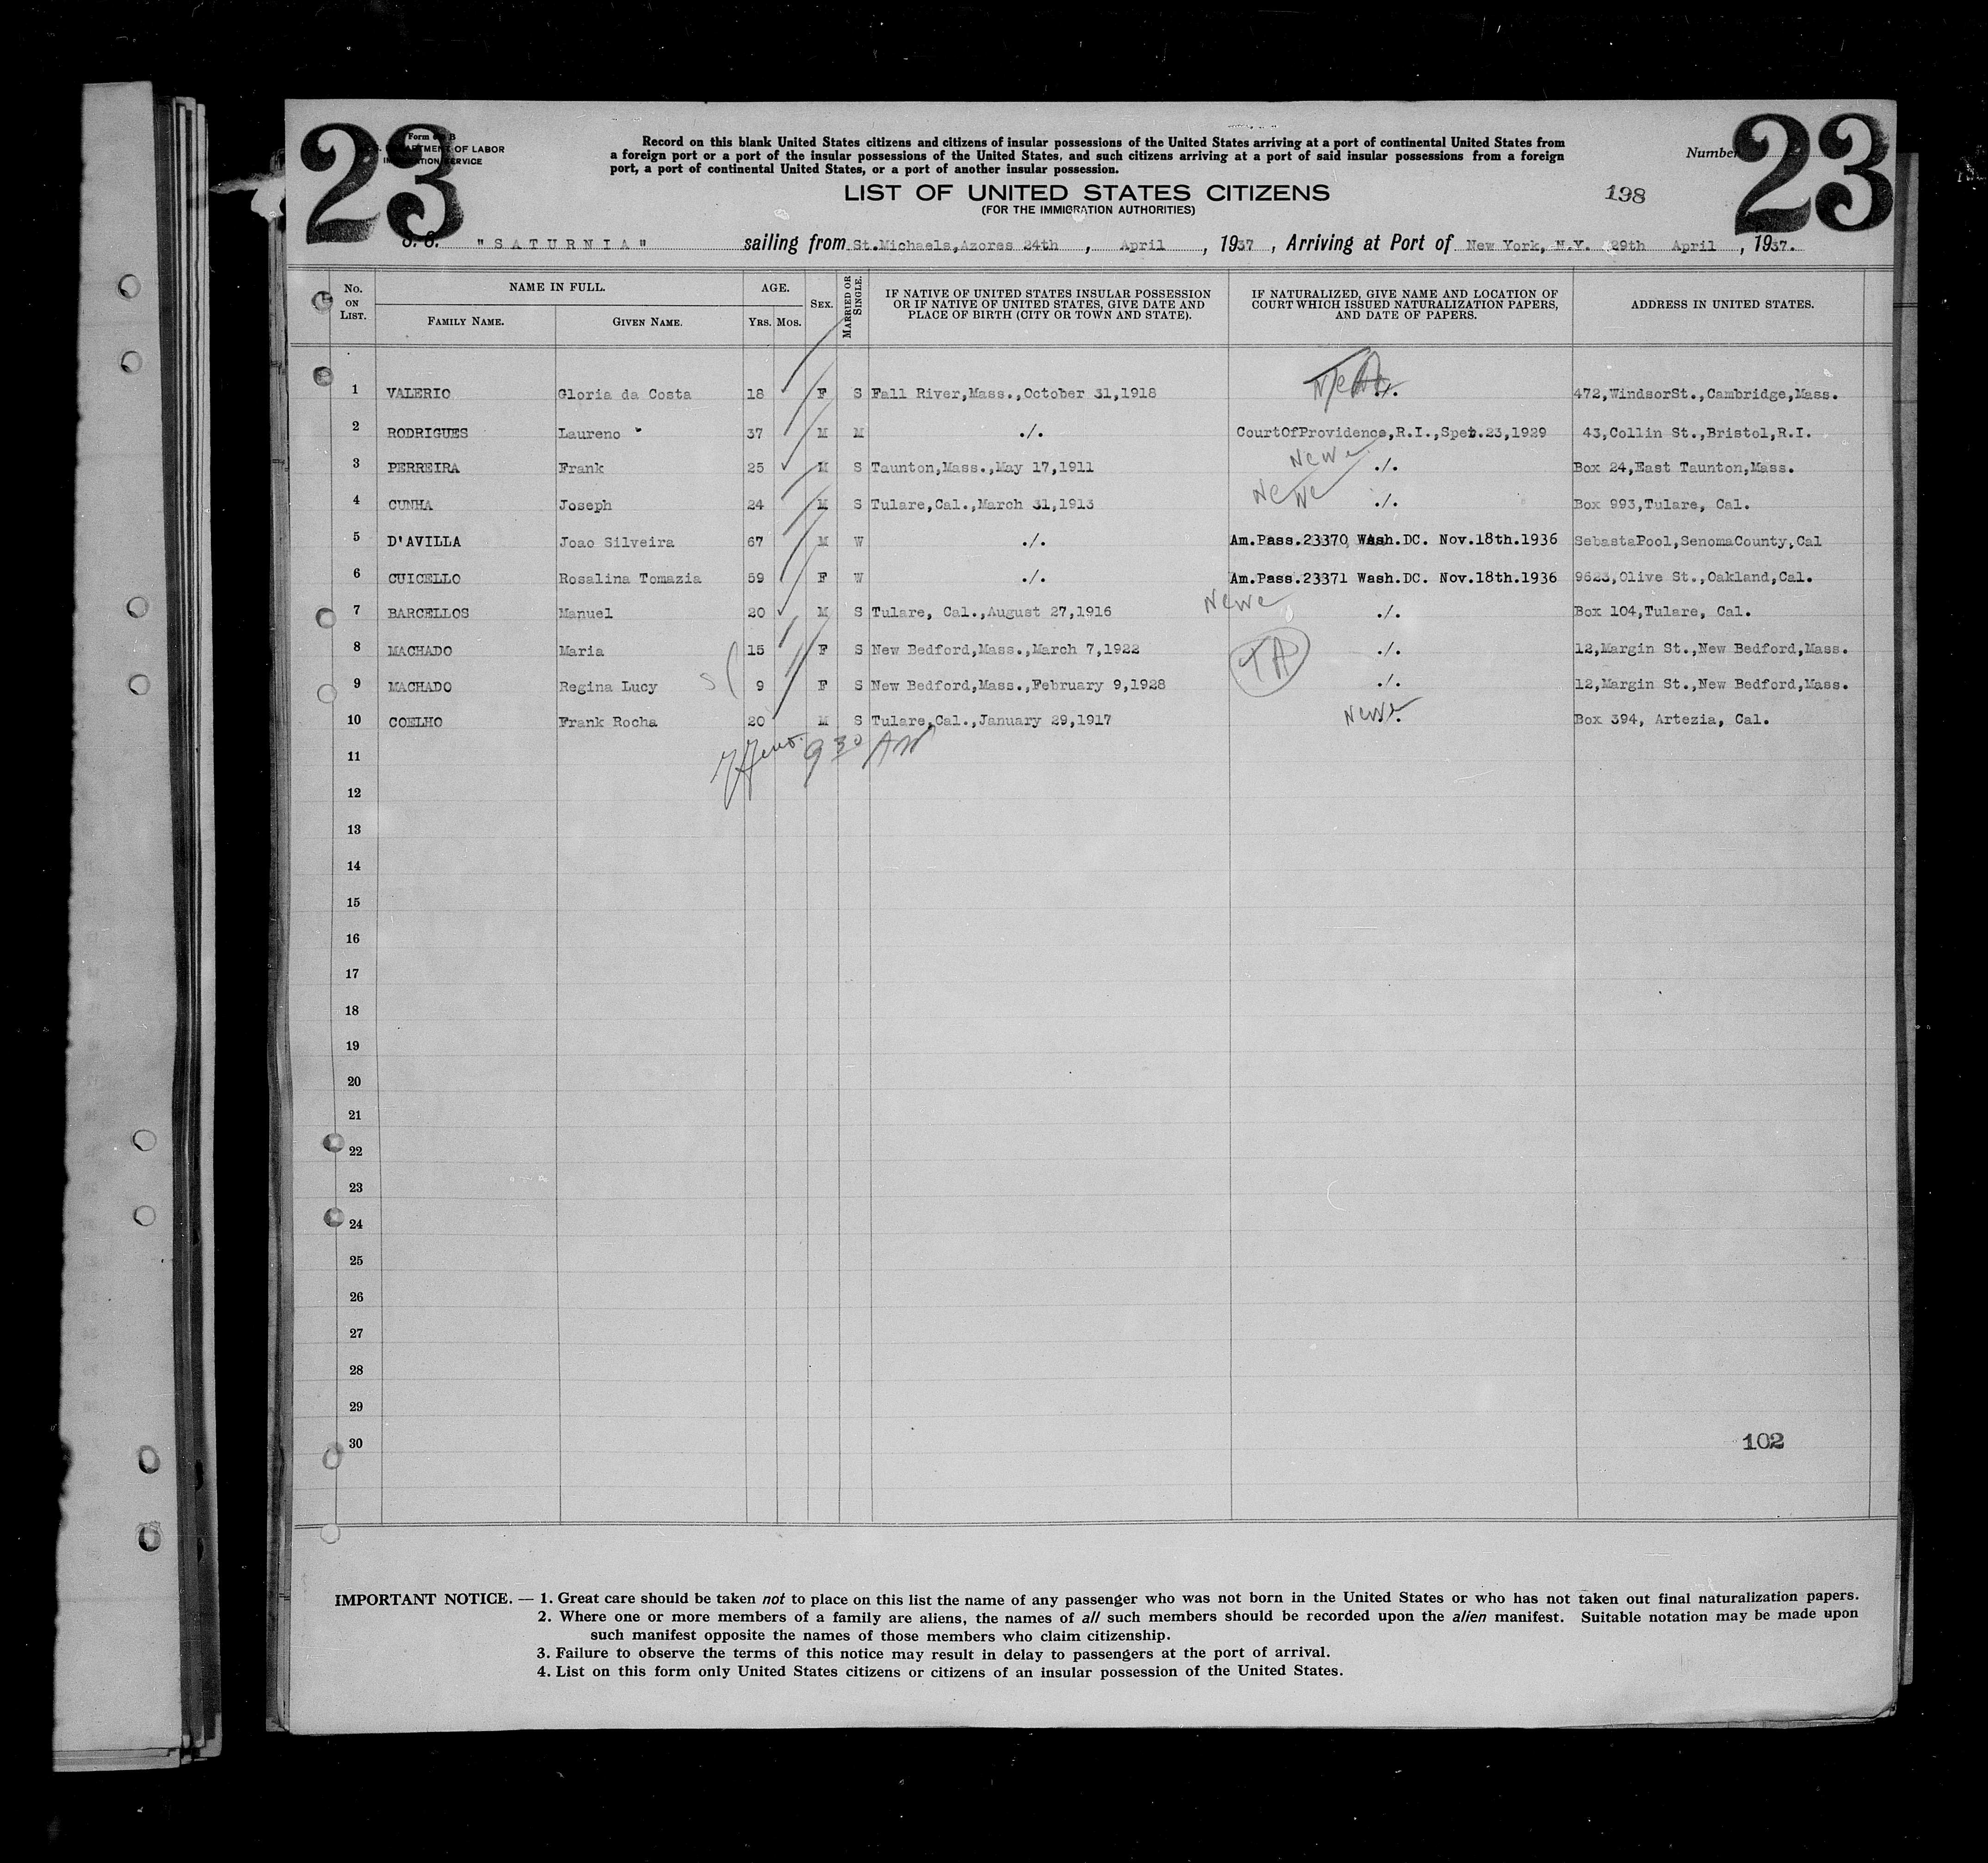 23
Form 630 B
U.S. DEPARTMENT OF LABOR
IMMIGRATION SERVICE
Record on this blank United States citizens and citizens of insular possessions of the United States arriving at a port of continental United States from
a foreign port or a port of the insular possessions of the United States, and such citizens arriving at a port of said insular possessions from a foreign
port, a port of continental United States, or a port of another insular possession.
Number
23
LIST OF UNITED STATES CITIZENS
(FOR THE IMMIGRATION AUTHORITIES)
198
S. S. "SATURNIA" sailing from St.Michaels,Azores 24th, April, 1937, Arriving at Port of New York, N.Y. 29th April, 1937.
No. ON LIST. NAME IN FULL. FAMILY NAME. GIVEN NAME. AGE. YRS. MOS. SEX. MARRIED OR SINGLE. IF NATIVE OF UNITED STATES INSULAR POSSESSION OR IF NATIVE OF UNITED STATES, GIVE DATE AND PLACE OF BIRTH (CITY OR TOWN AND STATE). IF NATURALIZED, GIVE NAME AND LOCATION OF COURT WHICH ISSUED NATURALIZATION PAPERS, AND DATE OF PAPERS. ADDRESS IN UNITED STATES.
1 VALERIO Gloria da Costa 18 F S Fall River,Mass.,October 31,1918 ./. 472,WindsorSt.,Cambridge,Mass.
2 RODRIGUES Laureno 37 M M ./. CourtOfProvidence,R.I.,Spet.23,1929 43,Collin St.,Bristol,R.I.
3 PERREIRA Frank 25 M S Taunton,Mass.,May 17,1911 Newe ./. Box 24,East Taunton,Mass.
4 CUNHA Joseph 24 M S Tulare,Cal.,March 31,1913 Newe ./. Box 993,Tulare, Cal.
5 D'AVILLA Joao Silveira 67 M W ./. Am.Pass.23370 Wash.DC. Nov.18th.1936 SebastaPool,SenomaCounty,Cal
6 CUICELLO Rosalina Tomazia 59 F W ./. Am.Pass.23371 Wash.DC. Nov.18th.1936 9623,Olive St.,Oakland,Cal.
7 BARCELLOS Manuel 20 M S Tulare, Cal.,August 27,1916 Newe ./. Box 104,Tulare, Cal.
8 MACHADO Maria 15 F S New Bedford,Mass.,March 7,1922 TA ./. 12,Margin St.,New Bedford,Mass.
9 MACHADO Regina Lucy S 9 F S New Bedford,Mass.,February 9,1928 ./. 12,Margin St.,New Bedford,Mass.
10 COELHO Frank Rocha 20 M S Tulare,Cal.,January 29,1917 Newe ./. Box 394, Artezia, Cal.
11 9 30 AM
12
13
14
15
16
17
18
19
20
21
22
23
24
25
26
27
28
29
30 102
IMPORTANT NOTICE. — 1. Great care should be taken not to place on this list the name of any passenger who was not born in the United States or who has not taken out final naturalization papers.
2. Where one or more members of a family are aliens, the names of all such members should be recorded upon the alien manifest. Suitable notation may be made upon
such manifest opposite the names of those members who claim citizenship.
3. Failure to observe the terms of this notice may result in delay to passengers at the port of arrival.
4. List on this form only United States citizens or citizens of an insular possession of the United States.